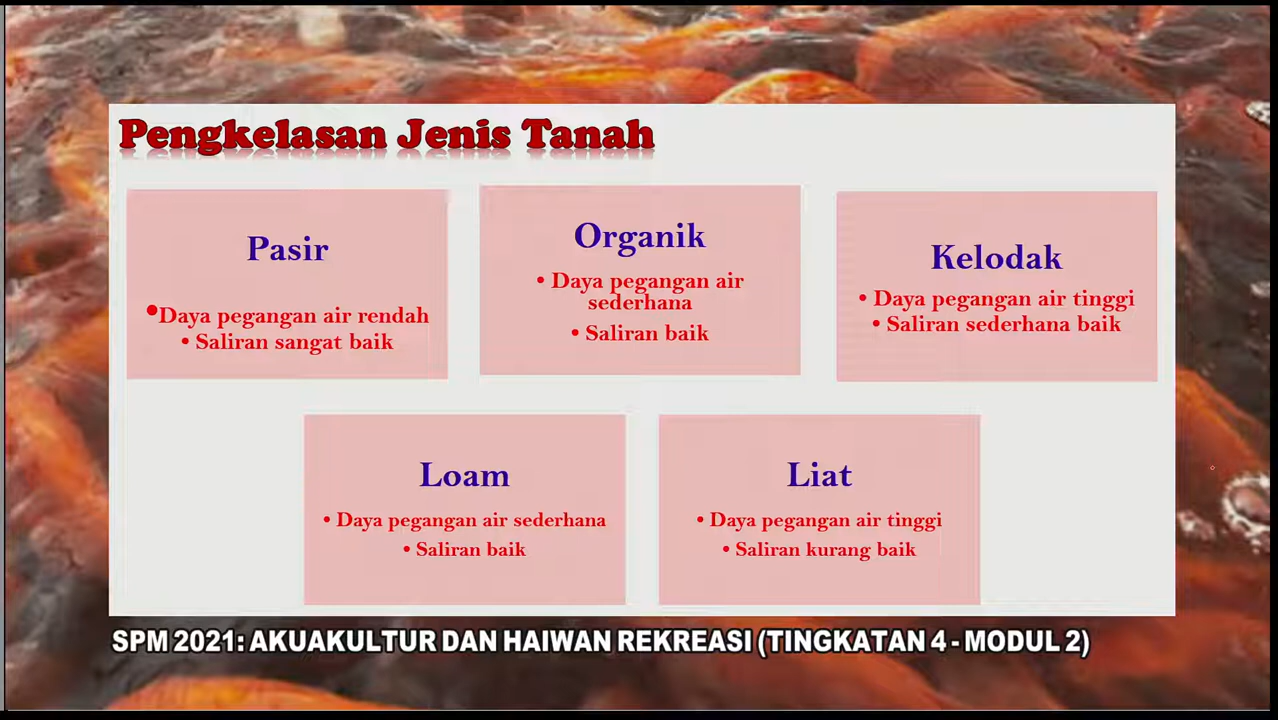 Pengkelasan Jenis Tanah
Pasir
•Daya pegangan air rendah
• Saliran sangat baik
Organik
• Daya pegangan air
sederhana
• Saliran baik
Kelodak
• Daya pegangan air tinggi
• Saliran sederhana baik
Loam
• Daya pegangan air sederhana
• Saliran baik
Liat
• Daya pegangan air tinggi
• Saliran kurang baik
SPM 2021: AKUAKULTUR DAN HAIWAN REKREASI (TINGKATAN 4 - MODUL 2)